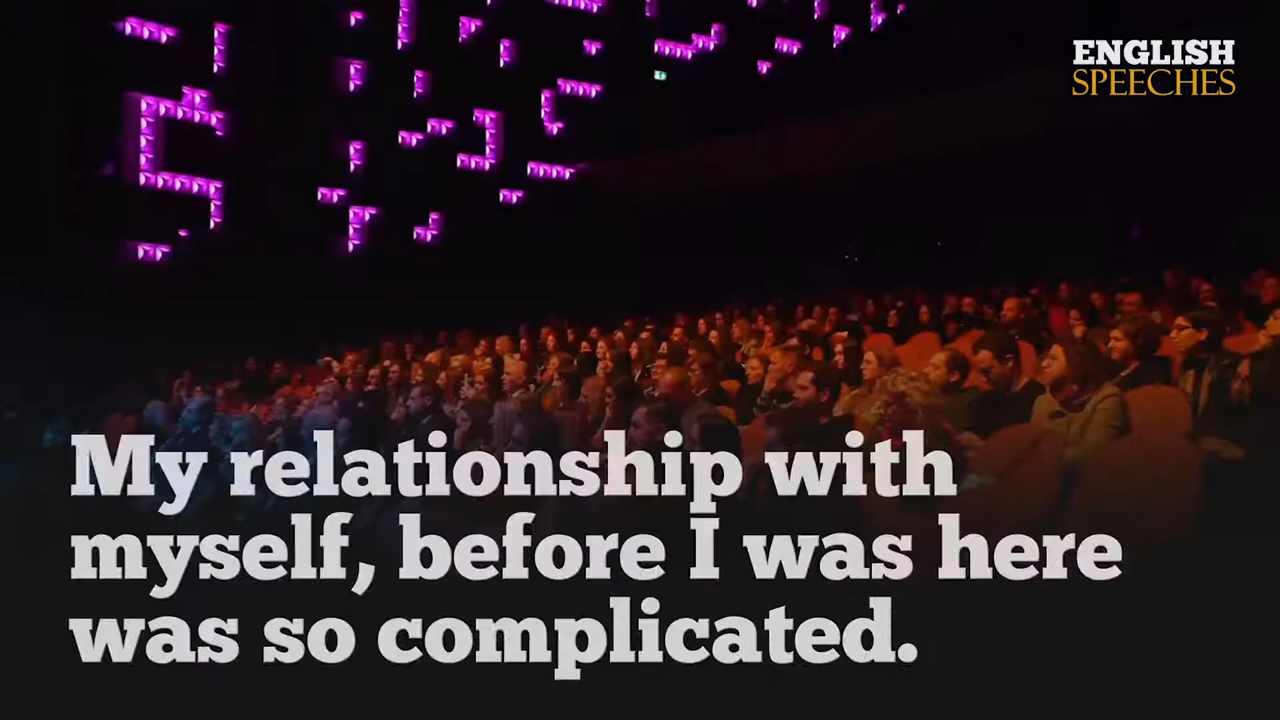 ENGLISH
SPEECHES
My relationship with
myself, before I was here
was so complicated.